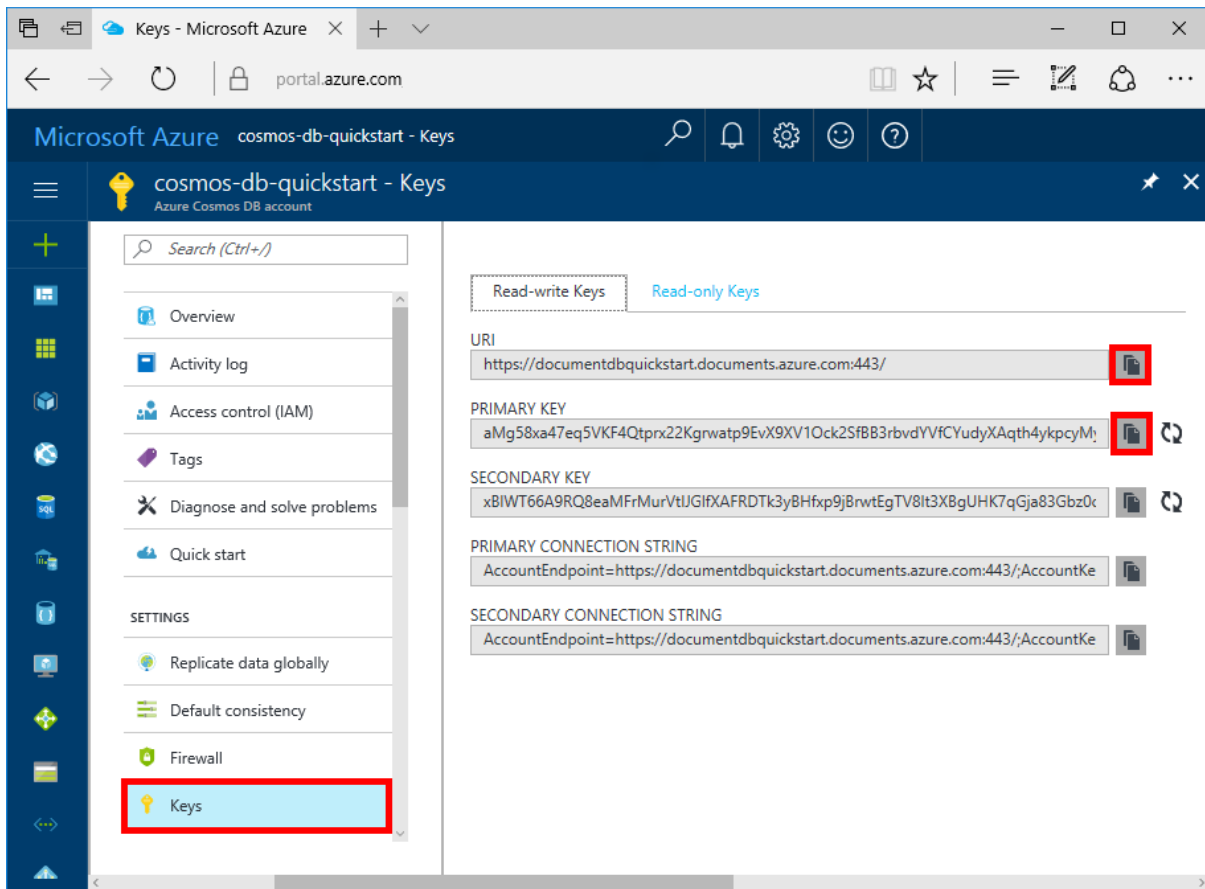 Keys - Microsoft Azure
portal.azure.com
Microsoft Azure cosmos-db-quickstart - Keys
cosmos-db-quickstart - Keys
Azure Cosmos DB account
Search (Ctrl+/)
Overview
Activity log
Access control (IAM)
Tags
Diagnose and solve problems
Quick start
SETTINGS
Replicate data globally
Default consistency
Firewall
Keys
Read-write Keys Read-only Keys
URI
https://documentdbquickstart.documents.azure.com:443/
PRIMARY KEY
SECONDARY KEY
PRIMARY CONNECTION STRING
AccountEndpoint=https://documentdbquickstart.documents.azure.com:443/;AccountKe
SECONDARY CONNECTION STRING
AccountEndpoint=https://documentdbquickstart.documents.azure.com:443/;AccountKe